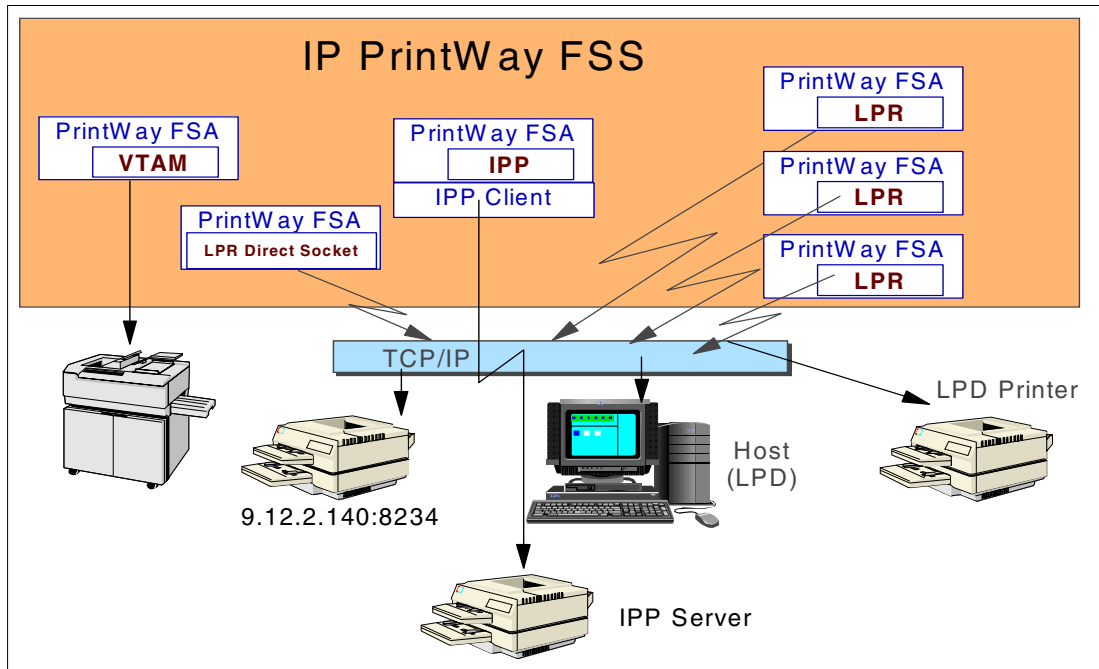 IP PrintWay FSS
PrintWay FSA
VTAM
PrintWay FSA
LPR Direct Socket
PrintWay FSA
IPP
IPP Client
PrintWay FSA
LPR
PrintWay FSA
LPR
PrintWay FSA
LPR
TCP/IP
LPD Printer
Host
(LPD)
9.12.2.140:8234
IPP Server